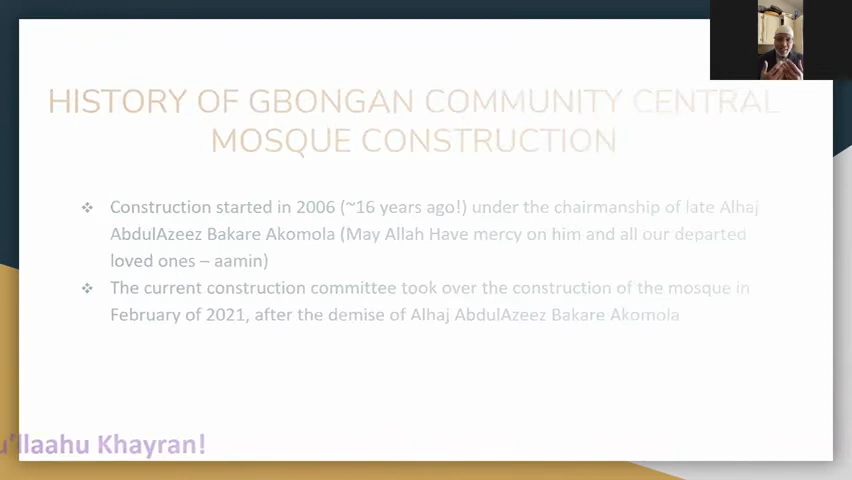 HISTORY OF GBONGAN COMMUNITY CENTRAL
MOSQUE CONSTRUCTION
❖ Construction started in 2006 (~16 years ago!) under the chairmanship of late Alhaj
AbdulAzeez Bakare Akomola (May Allah Have mercy on him and all our departed
loved ones – aamin)
❖ The current construction committee took over the construction of the mosque in
February of 2021, after the demise of Alhaj AbdulAzeez Bakare Akomola
u'llaahu Khayran!